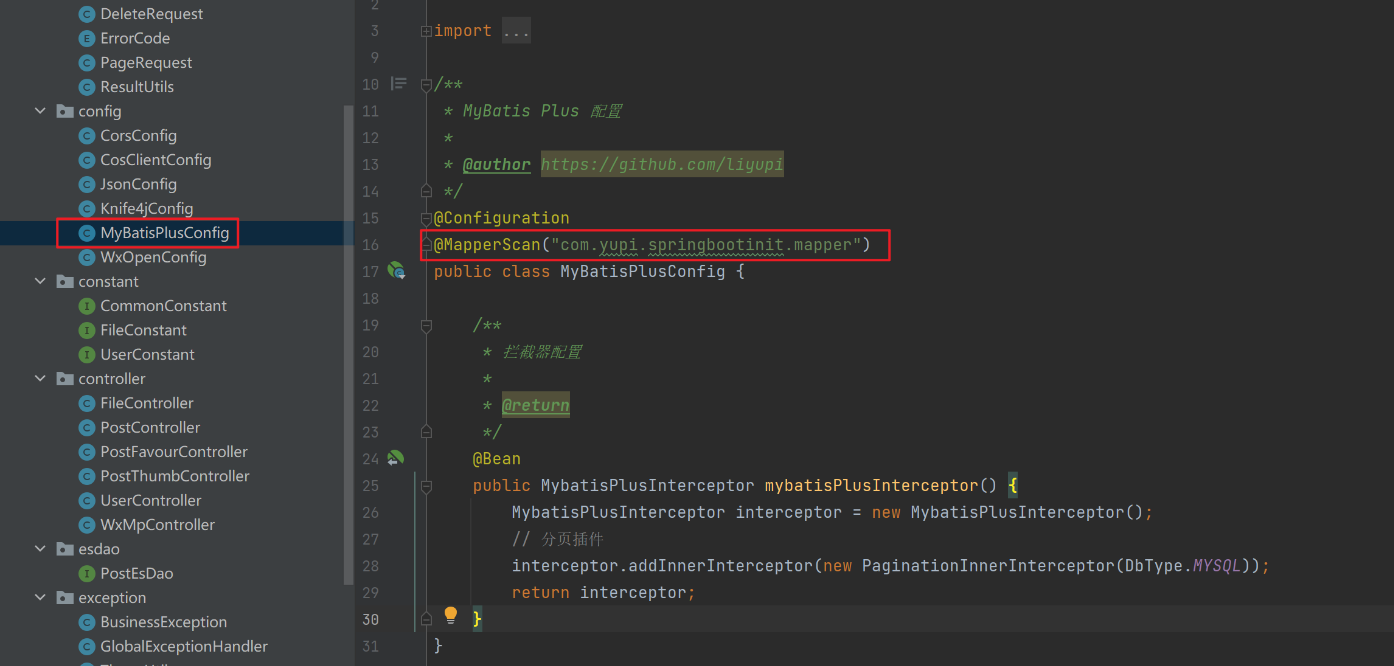 DeleteRequest
ErrorCode
PageRequest
ResultUtils
config
CorsConfig
CosClientConfig
JsonConfig
Knife4jConfig
MyBatisPlusConfig
WxOpenConfig
constant
CommonConstant
FileConstant
UserConstant
controller
FileController
PostController
PostFavourController
PostThumbController
UserController
WxMpController
esdao
PostEsDao
exception
BusinessException
GlobalExceptionHandler
2
3 import ...
9
10 /**
11 * MyBatis Plus 配置
12 *
13 * @author https://github.com/liyupi
14 */
15 @Configuration
16 @MapperScan("com.yupi.springbootinit.mapper")
17 public class MyBatisPlusConfig {
18
19 /**
20 * 拦截器配置
21 *
22 * @return
23 */
24 @Bean
25 public MybatisPlusInterceptor mybatisPlusInterceptor() {
26 MybatisPlusInterceptor interceptor = new MybatisPlusInterceptor();
27 // 分页插件
28 interceptor.addInnerInterceptor(new PaginationInnerInterceptor(DbType.MYSQL));
29 return interceptor;
30 }
31 }